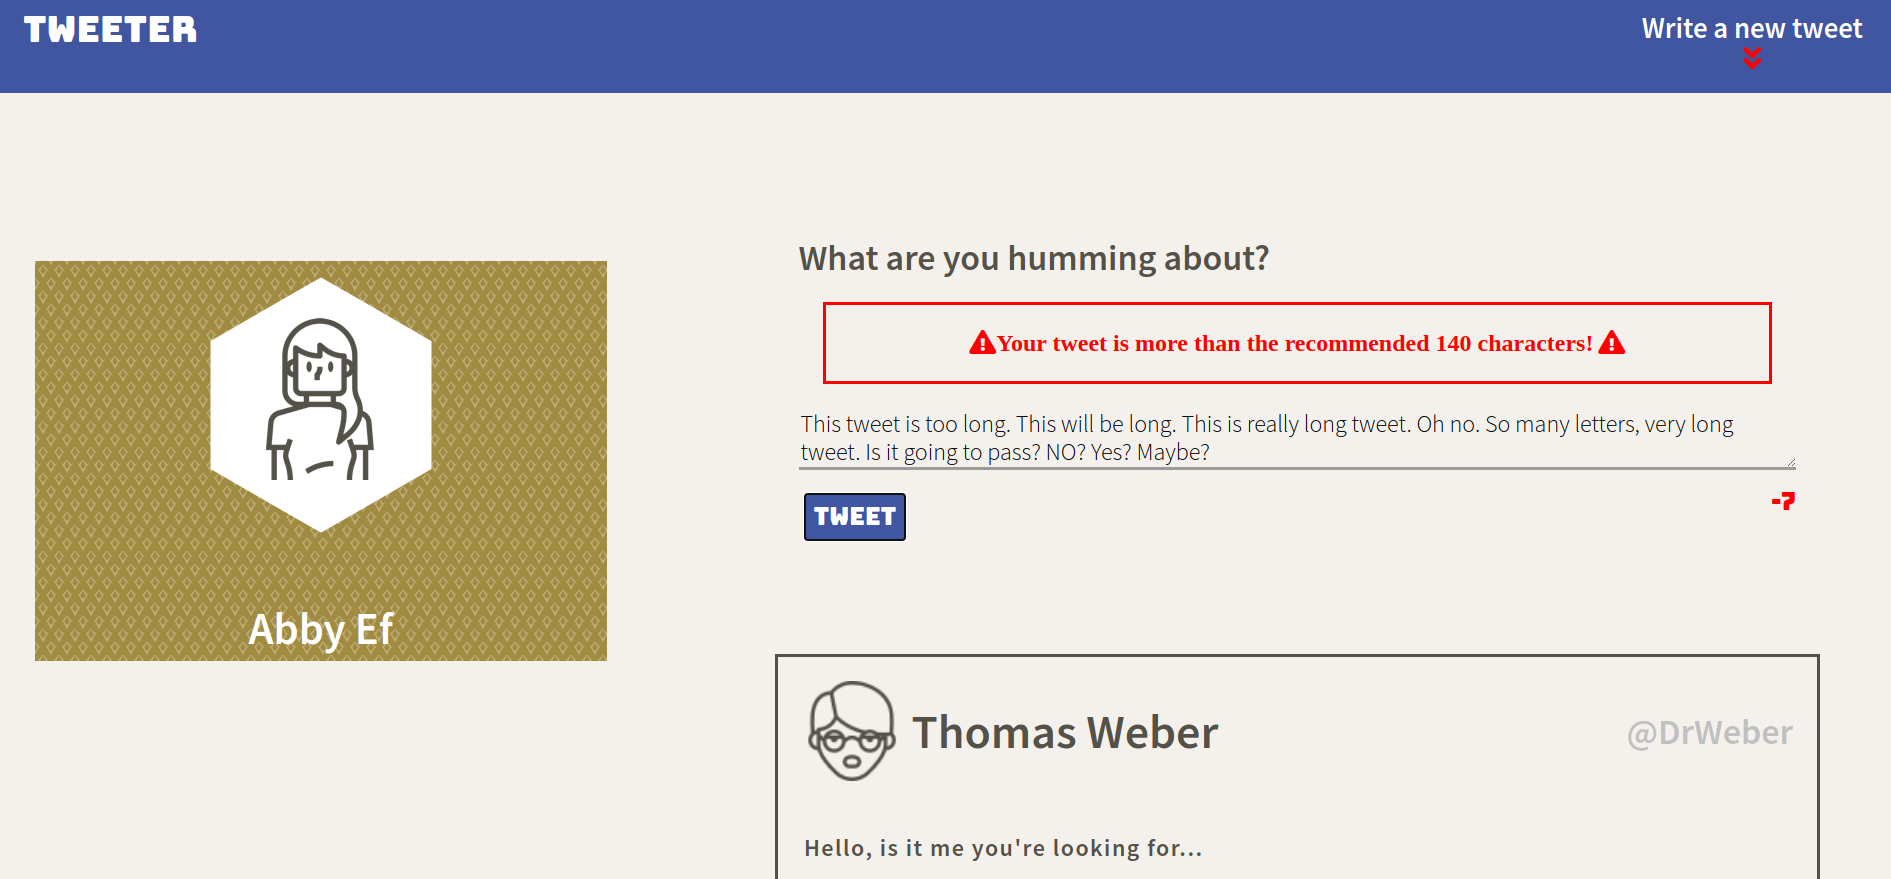 TWEETER
Write a new tweet
What are you humming about?
Your tweet is more than the recommended 140 characters!
This tweet is too long. This will be long. This is really long tweet. Oh no. So many letters, very long
tweet. Is it going to pass? NO? Yes? Maybe?
TWEET
-7
Abby Ef
Thomas Weber
@DrWeber
Hello, is it me you're looking for...